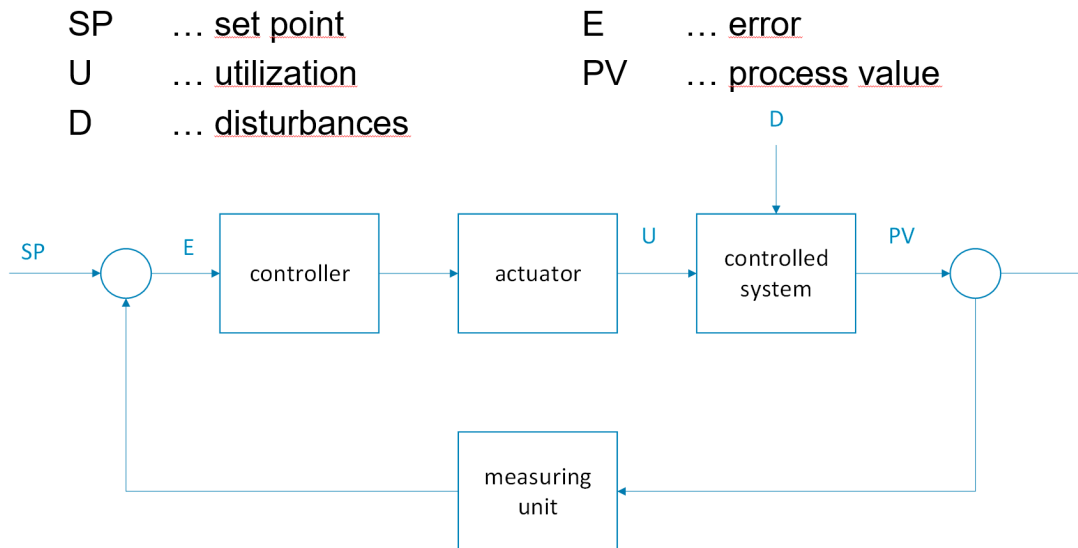 SP … set point E … error
U … utilization PV … process value
D … disturbances
D
SP
E
controller
actuator
U
controlled
system
PV
measuring
unit